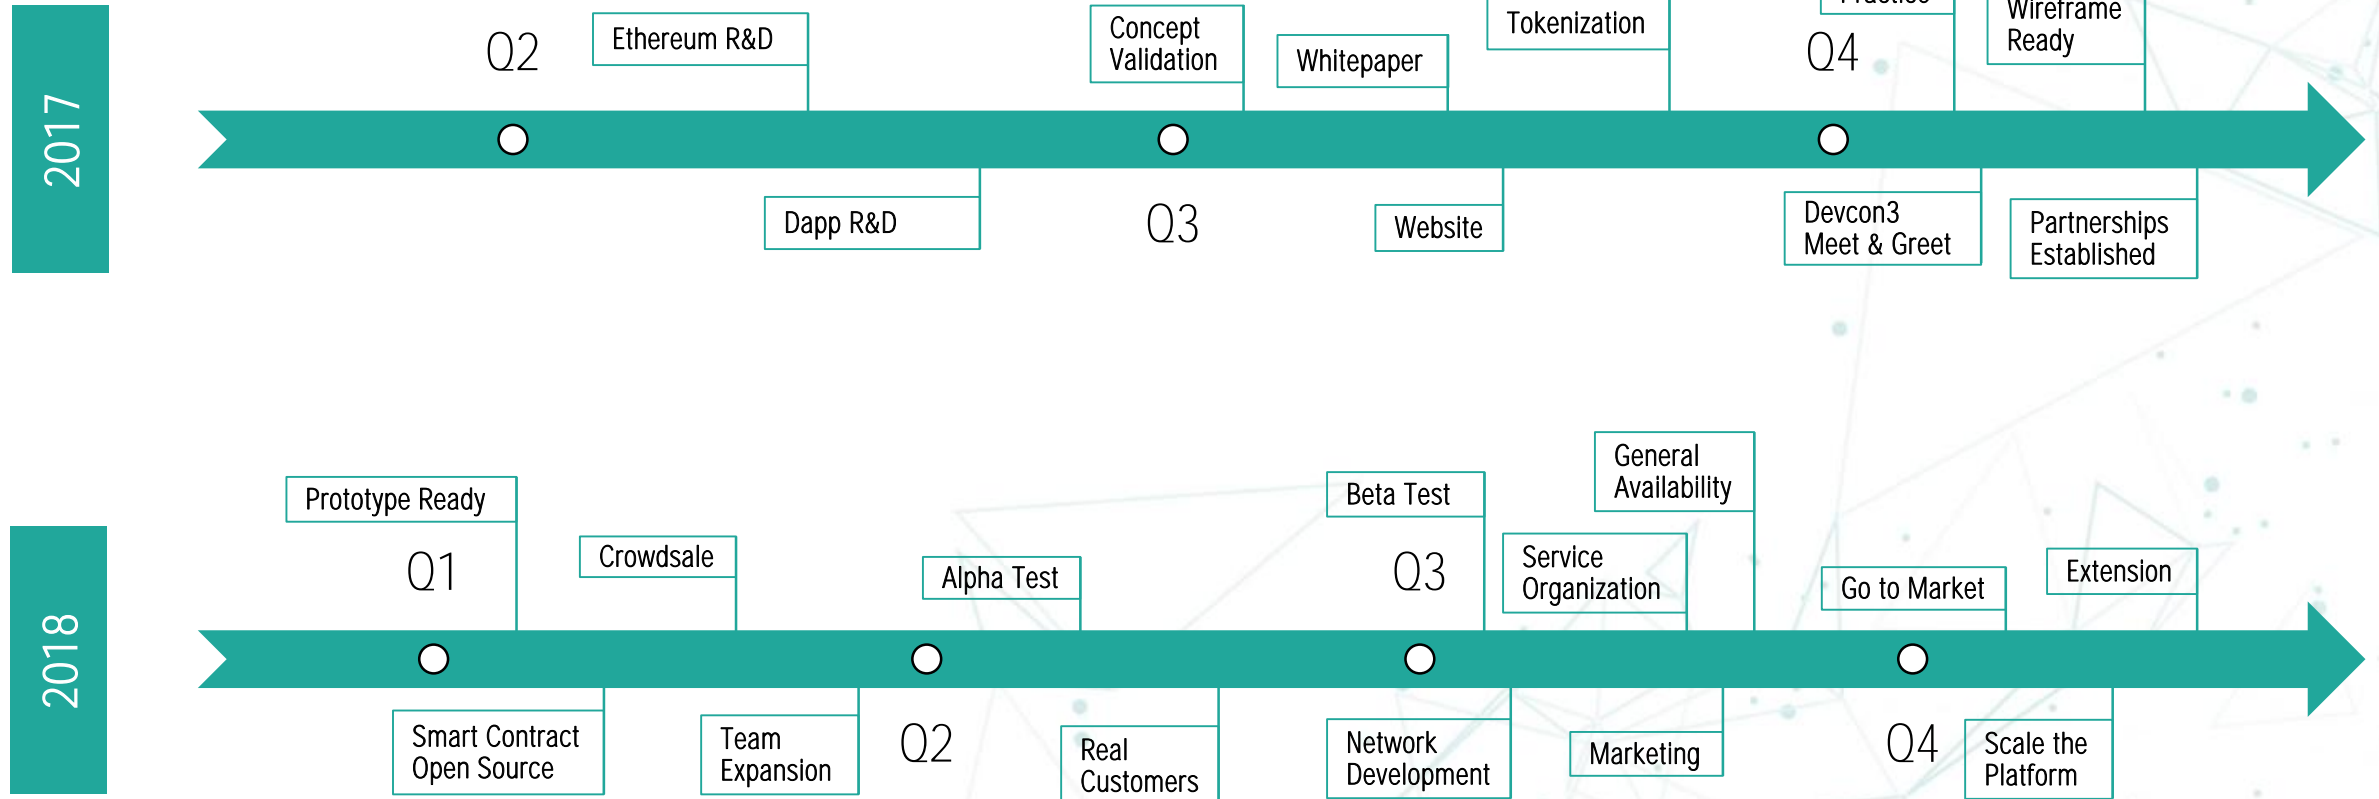 2017
Q2
Ethereum R&D
Concept
Validation
Whitepaper
Tokenization
Q4
Wireframe
Ready
Dapp R&D
Q3
Website
Devcon3
Meet & Greet
Partnerships
Established
2018
Prototype Ready
Q1
Crowdsale
Alpha Test
Beta Test
Q3
Service
Organization
General
Availability
Go to Market
Extension
Smart Contract
Open Source
Team
Expansion
Q2
Real
Customers
Network
Development
Marketing
Q4
Scale the
Platform